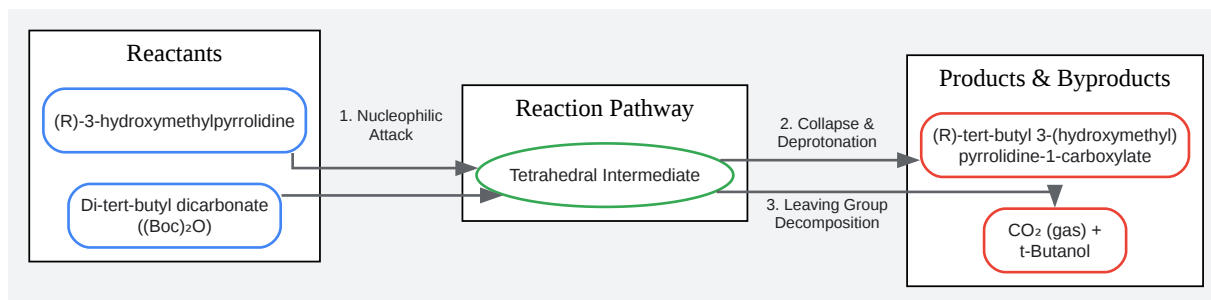 Reactants
(R)-3-hydroxymethylpyrrolidine
Di-tert-butyl dicarbonate
((Boc)₂O)
1. Nucleophilic
Attack
Reaction Pathway
Tetrahedral Intermediate
2. Collapse &
Deprotonation
3. Leaving Group
Decomposition
Products & Byproducts
(R)-tert-butyl 3-(hydroxymethyl)
pyrrolidine-1-carboxylate
CO₂ (gas) +
t-Butanol